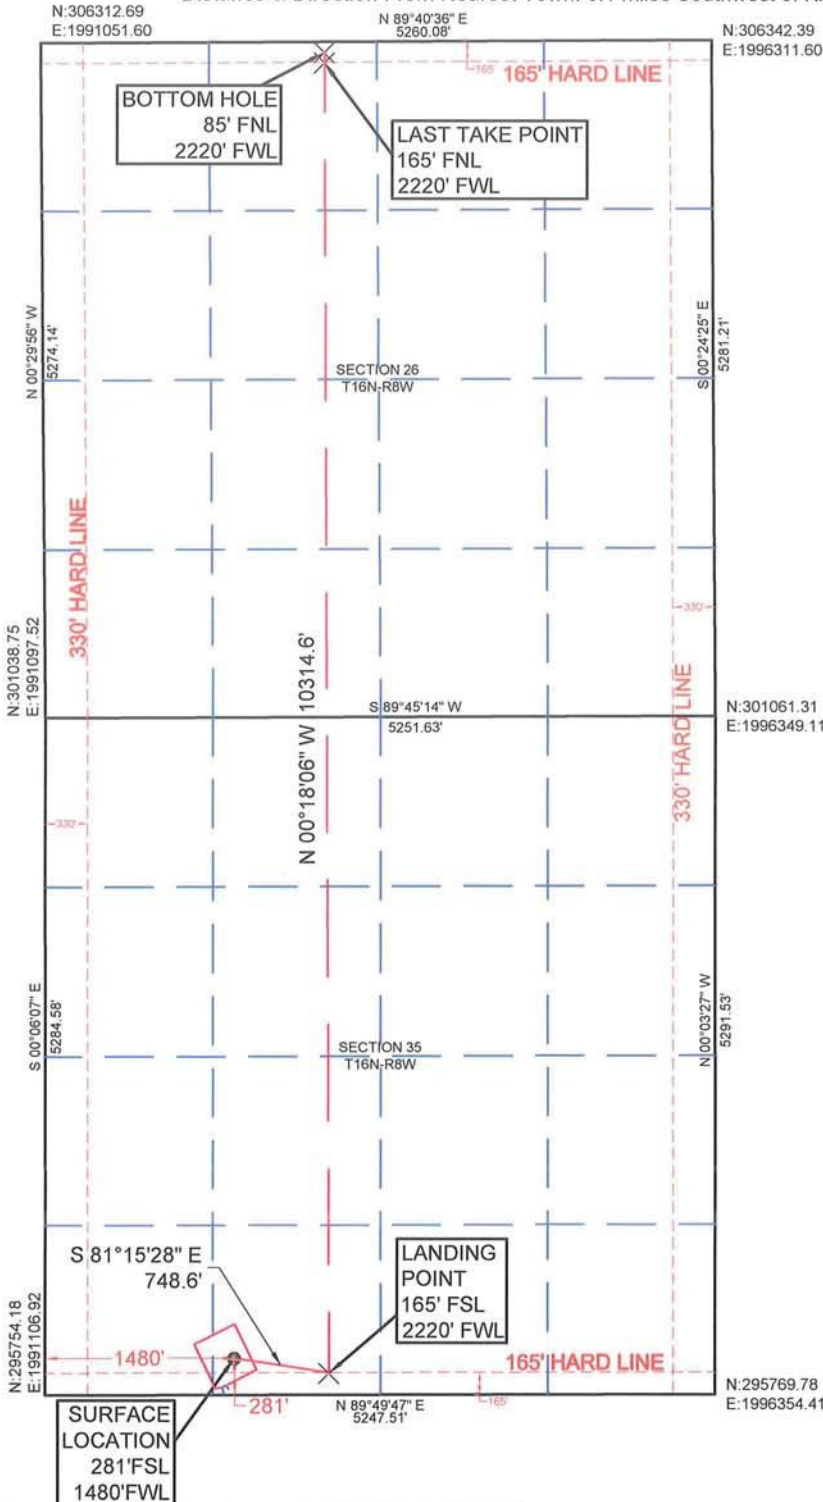 N:306312.69
E:1991051.60
N 89°40'36" E
5260.08'
N:306342.39
E:1996311.60
165'
165' HARD LINE
BOTTOM HOLE
85' FNL
2220' FWL
LAST TAKE POINT
165' FNL
2220' FWL
N 00°29'56" W
5274.14'
SECTION 26
T16N-R8W
S 00°24'25" E
5281.21'
330' HARD LINE
330'
N:301038.75
E:1991097.52
N 00°18'06" W 10314.6'
S 89°45'14" W
5251.63'
330' HARD LINE
N:301061.31
E:1996349.11
330'
S 00°06'07" E
5284.58'
SECTION 35
T16N-R8W
N 00°03'27" W
5291.53'
S 81°15'28" E
748.6'
LANDING
POINT
165' FSL
2220' FWL
N:295754.18
E:1991106.92
1480'
165' HARD LINE
281'
N 89°49'47" E
5247.51'
165'
N:295769.78
E:1996354.41
SURFACE
LOCATION
281'FSL
1480'FWL